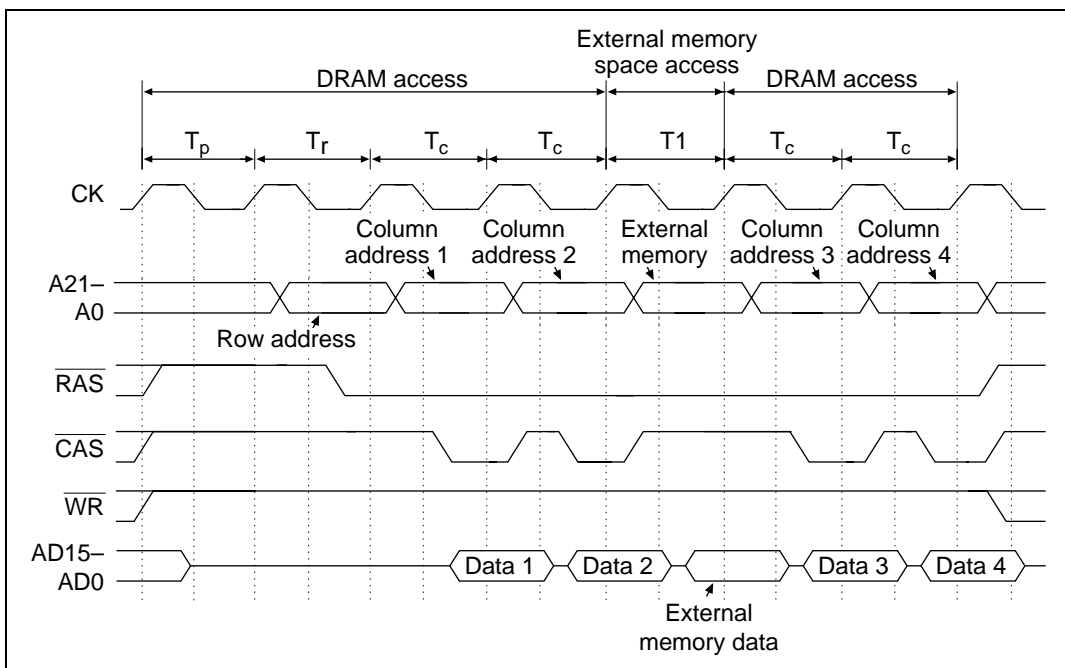 External memory
space access
DRAM access
DRAM access
Tp
Tr
Tc
Tc
T1
Tc
Tc
CK
Column
address 1
Column
address 2
External
memory
Column
address 3
Column
address 4
A21–
A0
Row address
RAS
CAS
WR
AD15–
AD0
Data 1
Data 2
Data 3
Data 4
External
memory data